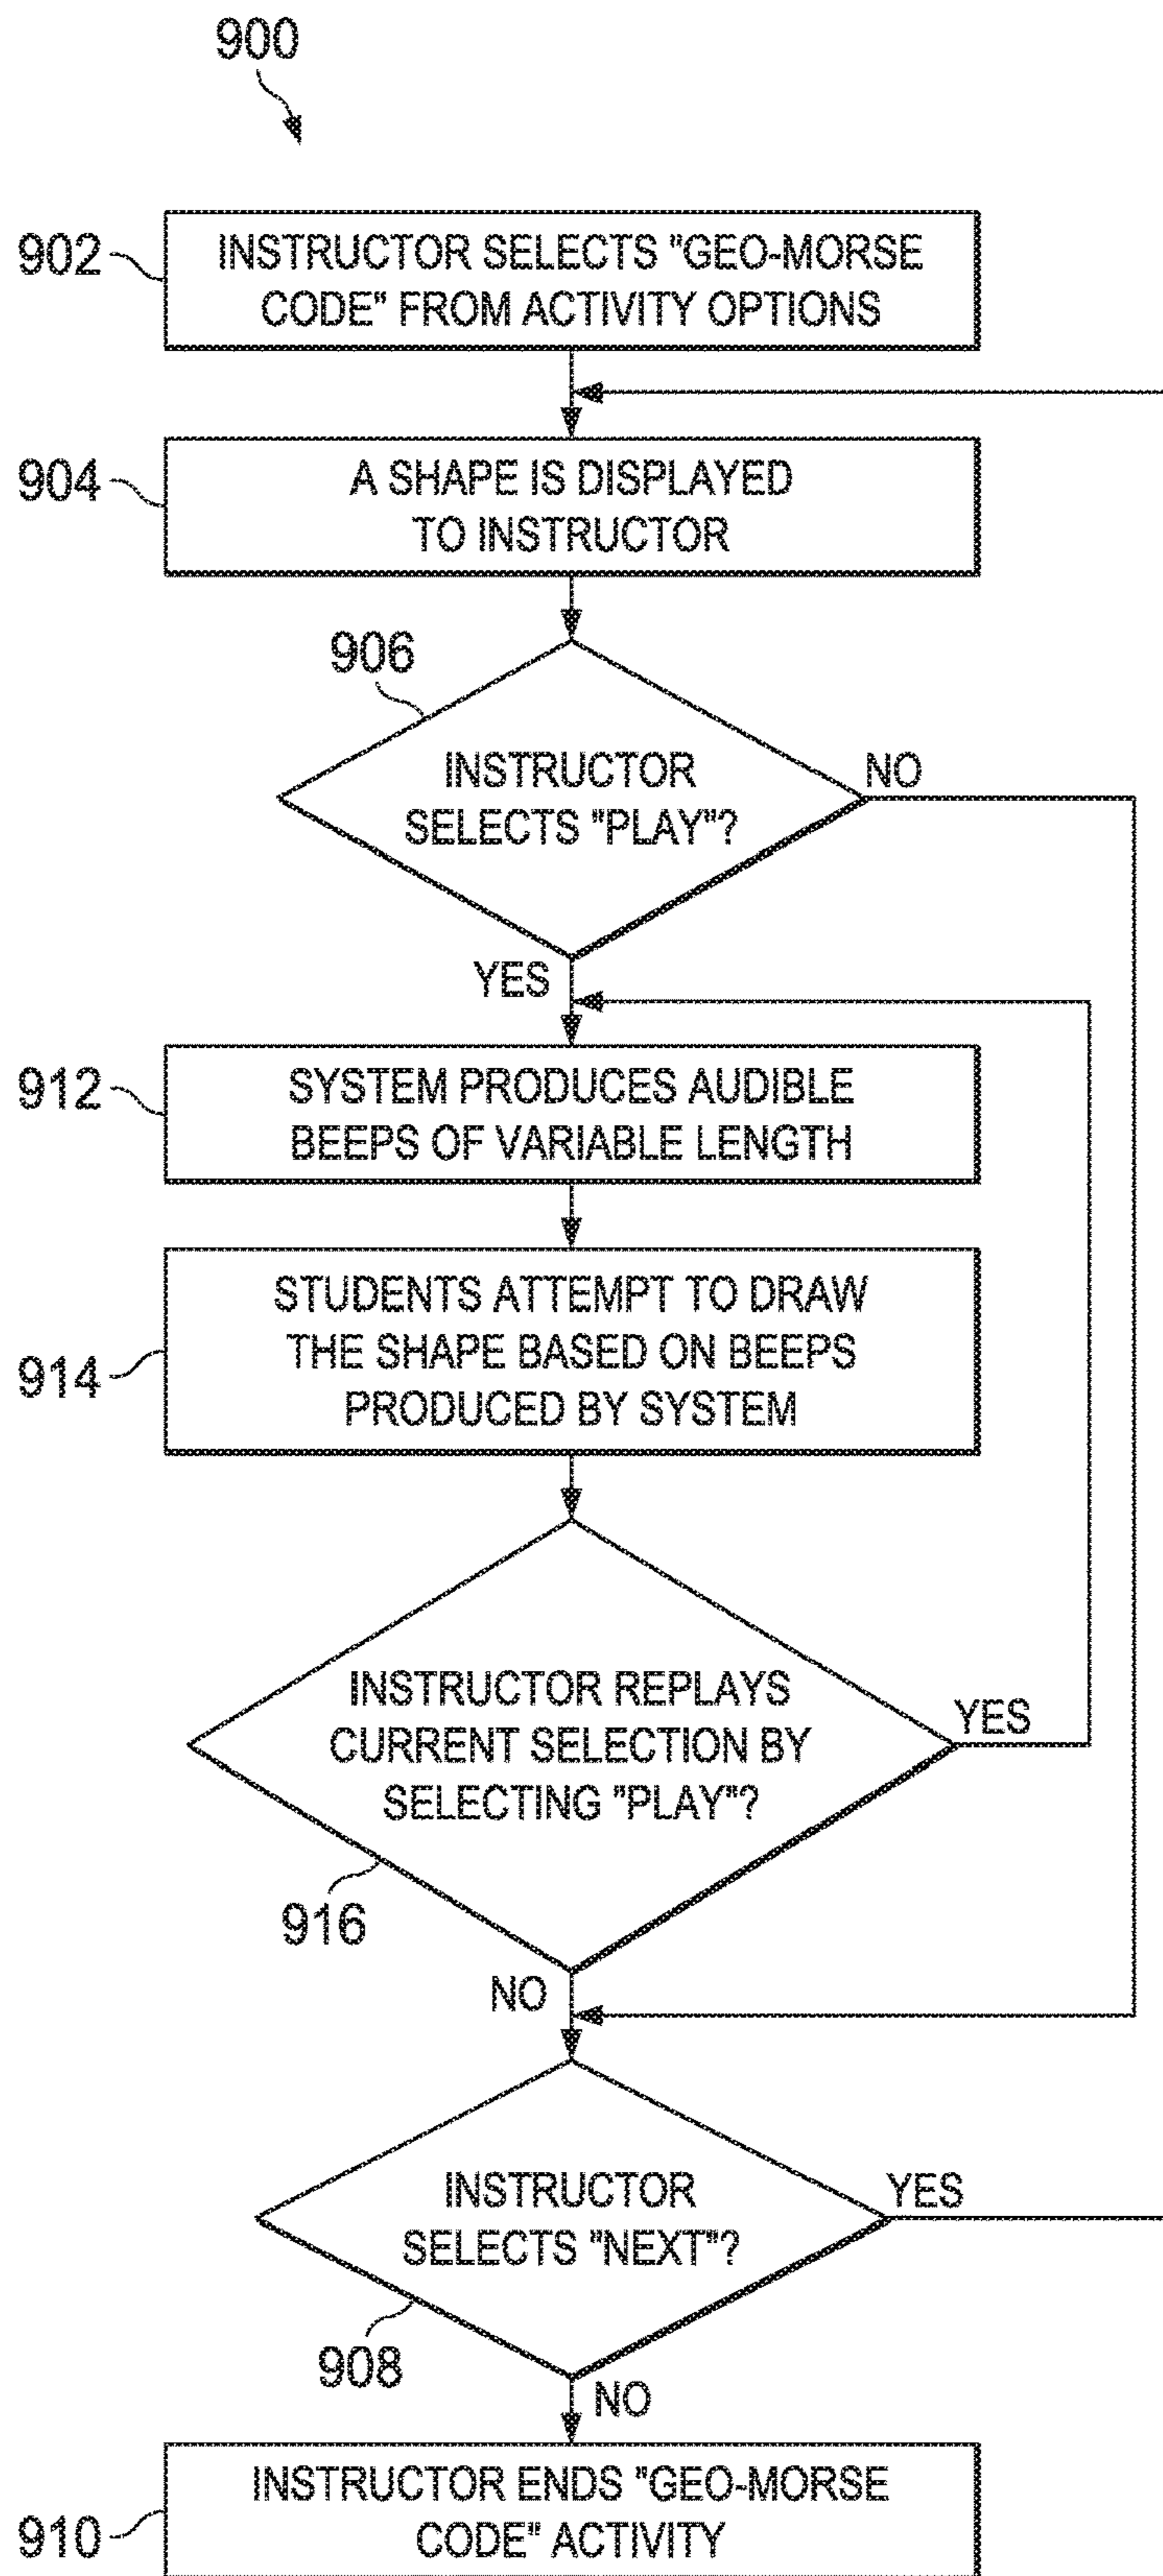 900
902
INSTRUCTOR SELECTS "GEO-MORSE
CODE" FROM ACTIVITY OPTIONS
904
A SHAPE IS DISPLAYED
TO INSTRUCTOR
906
INSTRUCTOR
SELECTS "PLAY"?
NO
YES
912
SYSTEM PRODUCES AUDIBLE
BEEPS OF VARIABLE LENGTH
914
STUDENTS ATTEMPT TO DRAW
THE SHAPE BASED ON BEEPS
PRODUCED BY SYSTEM
INSTRUCTOR REPLAYS
CURRENT SELECTION BY
SELECTING "PLAY"?
YES
916
NO
INSTRUCTOR
SELECTS "NEXT"?
YES
908
NO
910
INSTRUCTOR ENDS "GEO-MORSE
CODE" ACTIVITY